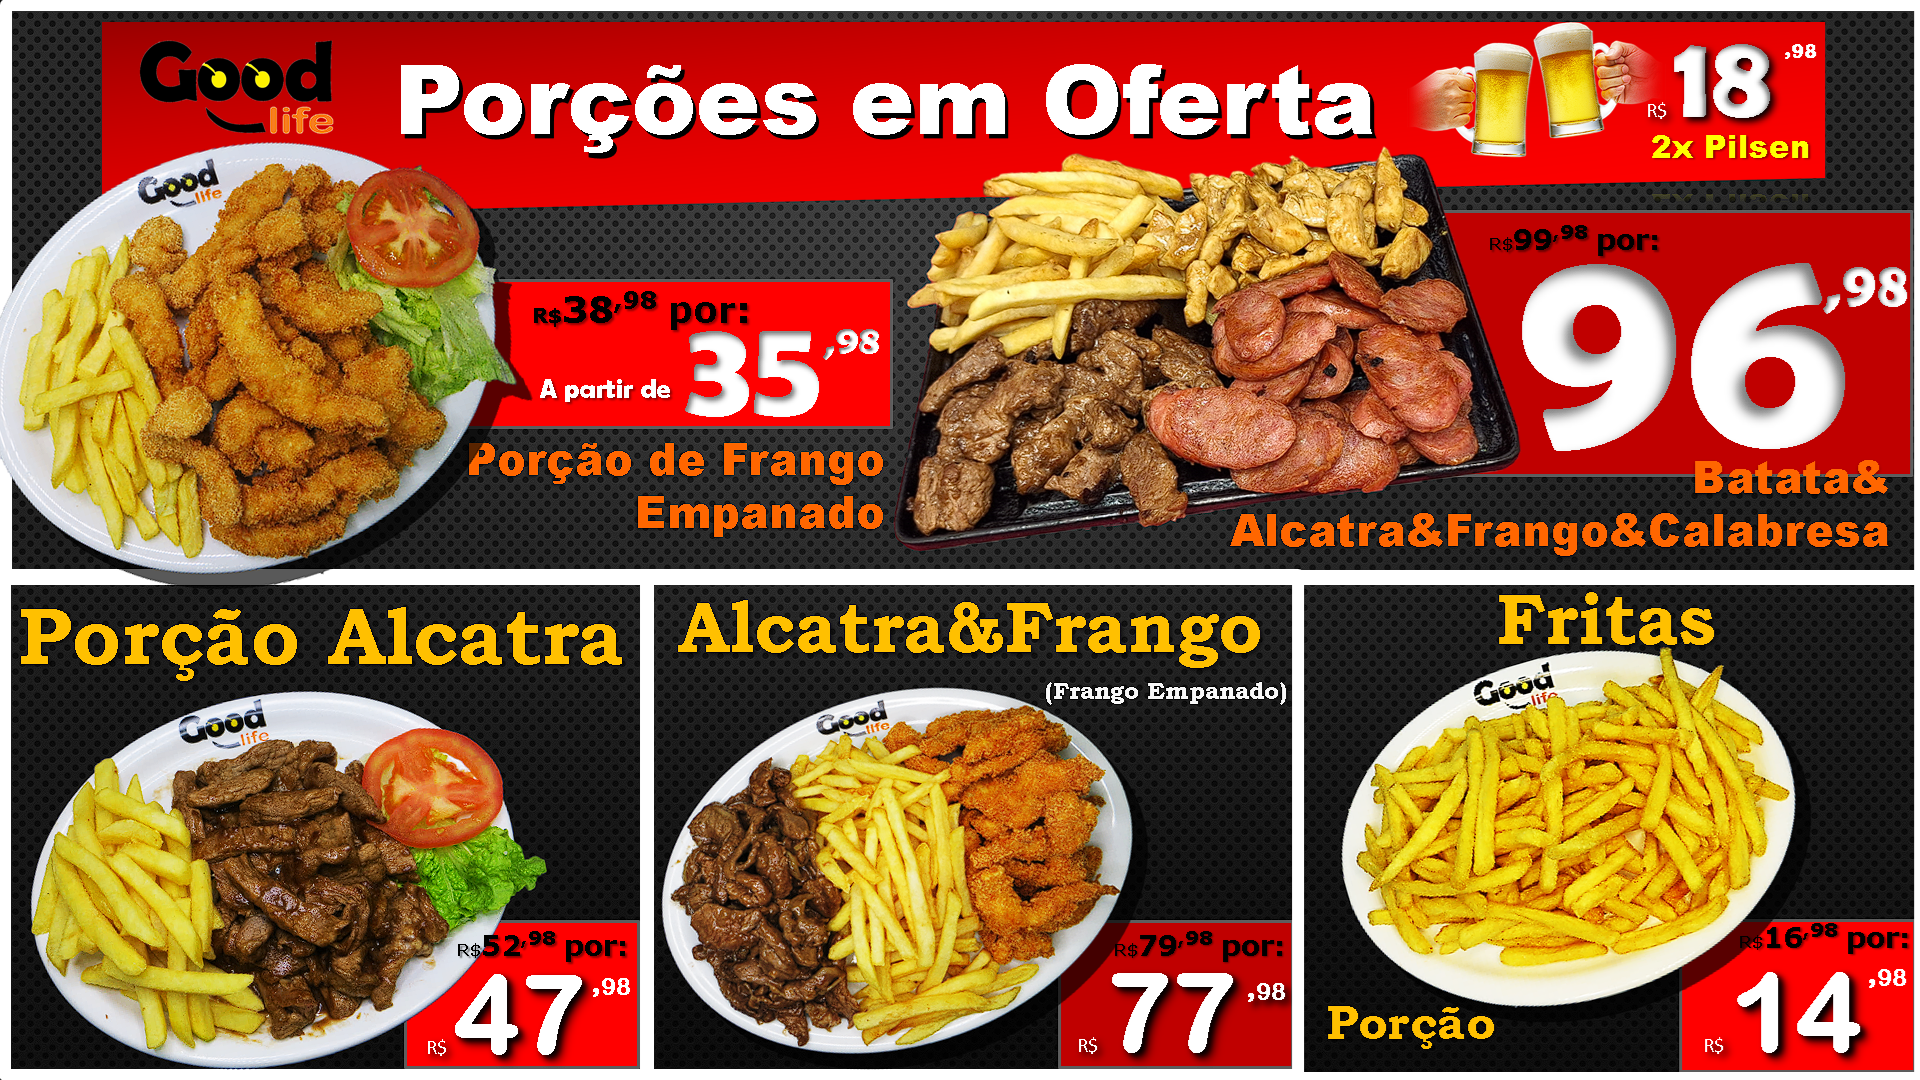 Good
life
Porções em Oferta
R$ 18,98
2x Pilsen
Good
life
R$38,98 por:
A partir de 35,98
Porção de Frango
Empanado
R$99,98 por:
96,98
Batata&
Alcatra&Frango&Calabresa
Porção Alcatra
Good
life
R$52,98 por:
R$ 47,98
Alcatra&Frango
(Frango Empanado)
Good
life
R$79,98 por:
R$ 77,98
Fritas
Good
life
Porção
R$16,98 por:
R$ 14,98